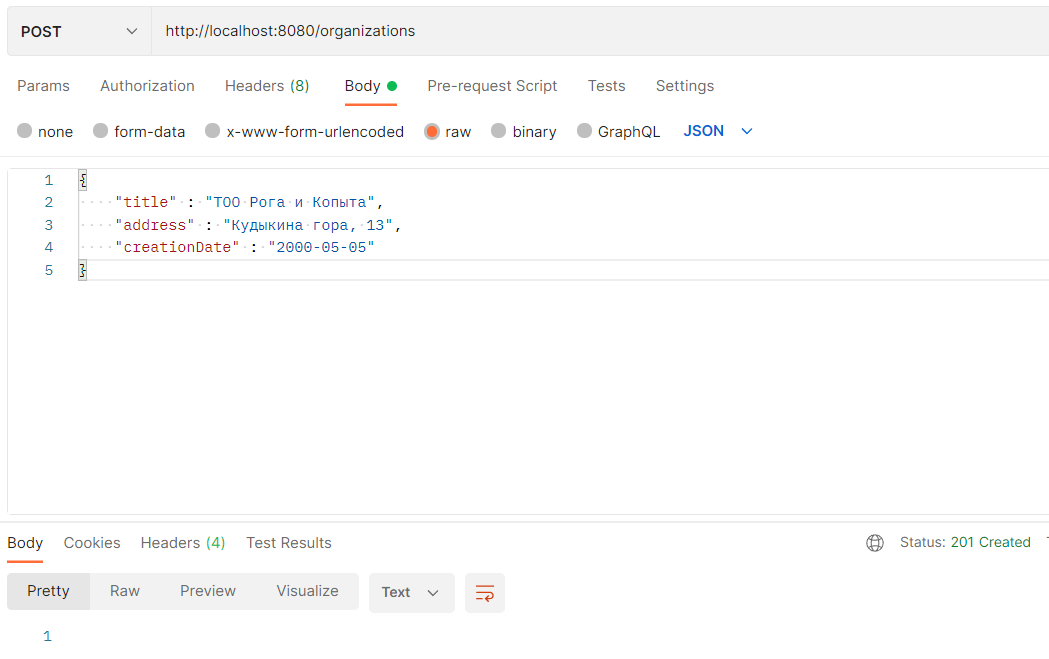 POST http://localhost:8080/organizations
Params Authorization Headers (8) Body Pre-request Script Tests Settings
none form-data x-www-form-urlencoded raw binary GraphQL JSON
1 {
2 ····"title"·:·"ТОО·Рога·и·Копыта",
3 ····"address"·:·"Кудыкина·гора,·13",
4 ····"creationDate"·:·"2000-05-05"
5 }
Body Cookies Headers (4) Test Results Status: 201 Created
Pretty Raw Preview Visualize Text
1